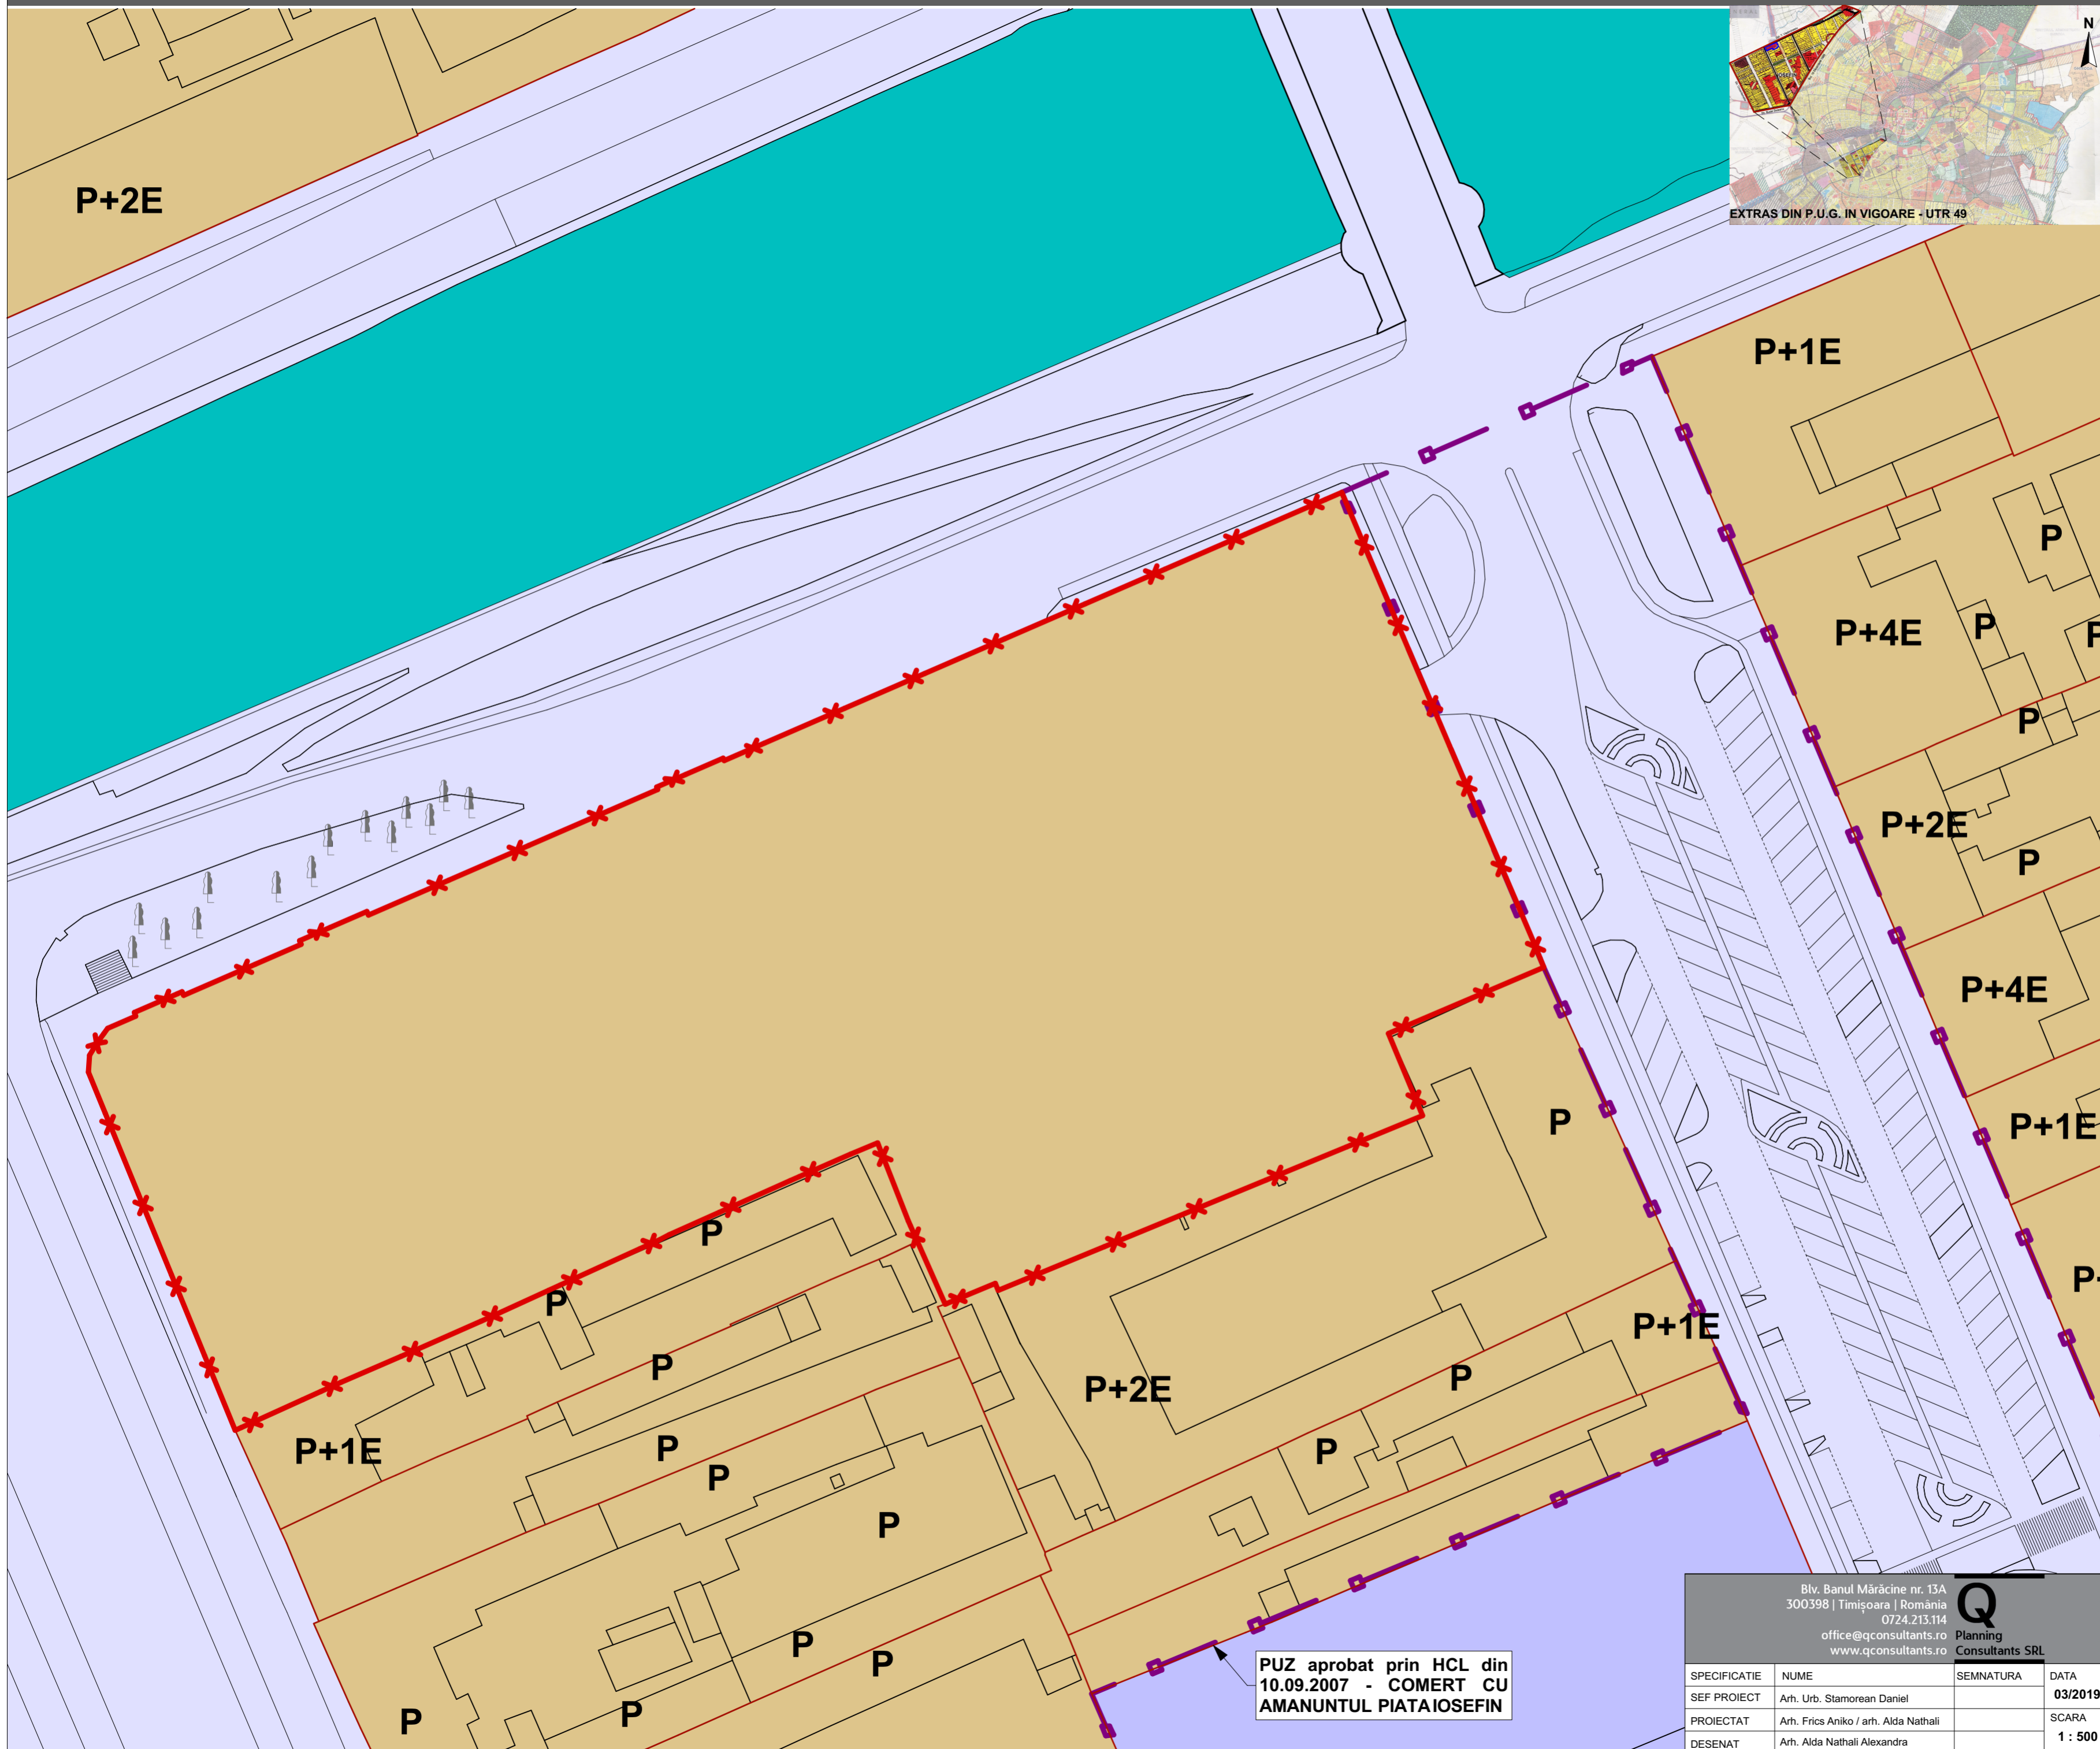 N
EXTRAS DIN P.U.G. IN VIGOARE - UTR 49
P+2E
P+1E
P
P+4E
P
P
P
P+2E
P
P+4E
P
P+1E
P
P
P+1E
P
P+2E
P
P+1E
P
P
P
P
P
P
P
P
P
PUZ aprobat prin HCL din
10.09.2007 - COMERT CU
AMANUNTUL PIATA IOSEFIN
Blv. Banul Mărăcine nr. 13A
300398 | Timișoara | România
0724.213.114
office@qconsultants.ro
www.qconsultants.ro
Q
Planning
Consultants SRL
SPECIFICATIE NUME SEMNATURA DATA
SEF PROIECT Arh. Urb. Stamorean Daniel 03/2019
PROIECTAT Arh. Frics Aniko / arh. Alda Nathali SCARA
DESENAT Arh. Alda Nathali Alexandra 1 : 500